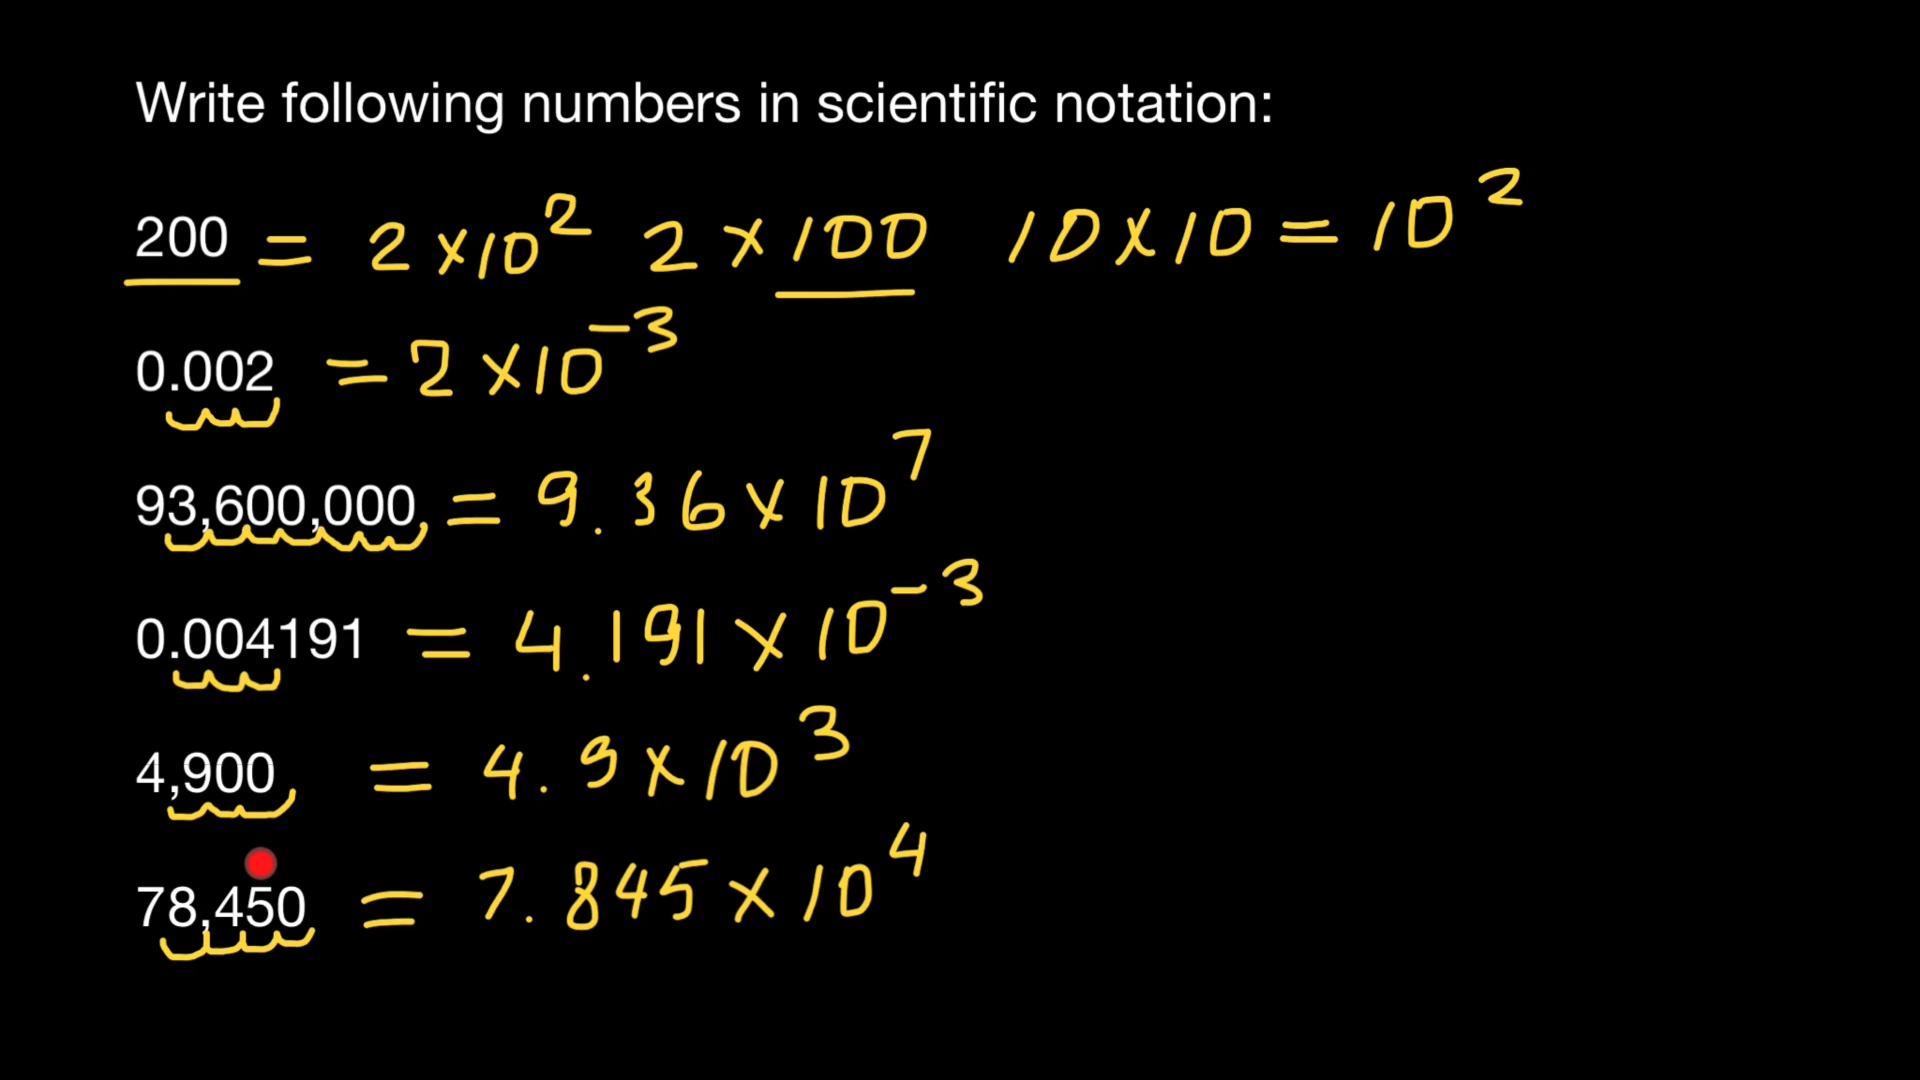 Write following numbers in scientific notation:
200 = 2 × 10² 2 × 100 10 × 10 = 10²
0.002 = 2 × 10⁻³
93,600,000 = 9.36 × 10⁷
0.004191 = 4.191 × 10⁻³
4,900 = 4.9 × 10³
78,450 = 7.845 × 10⁴